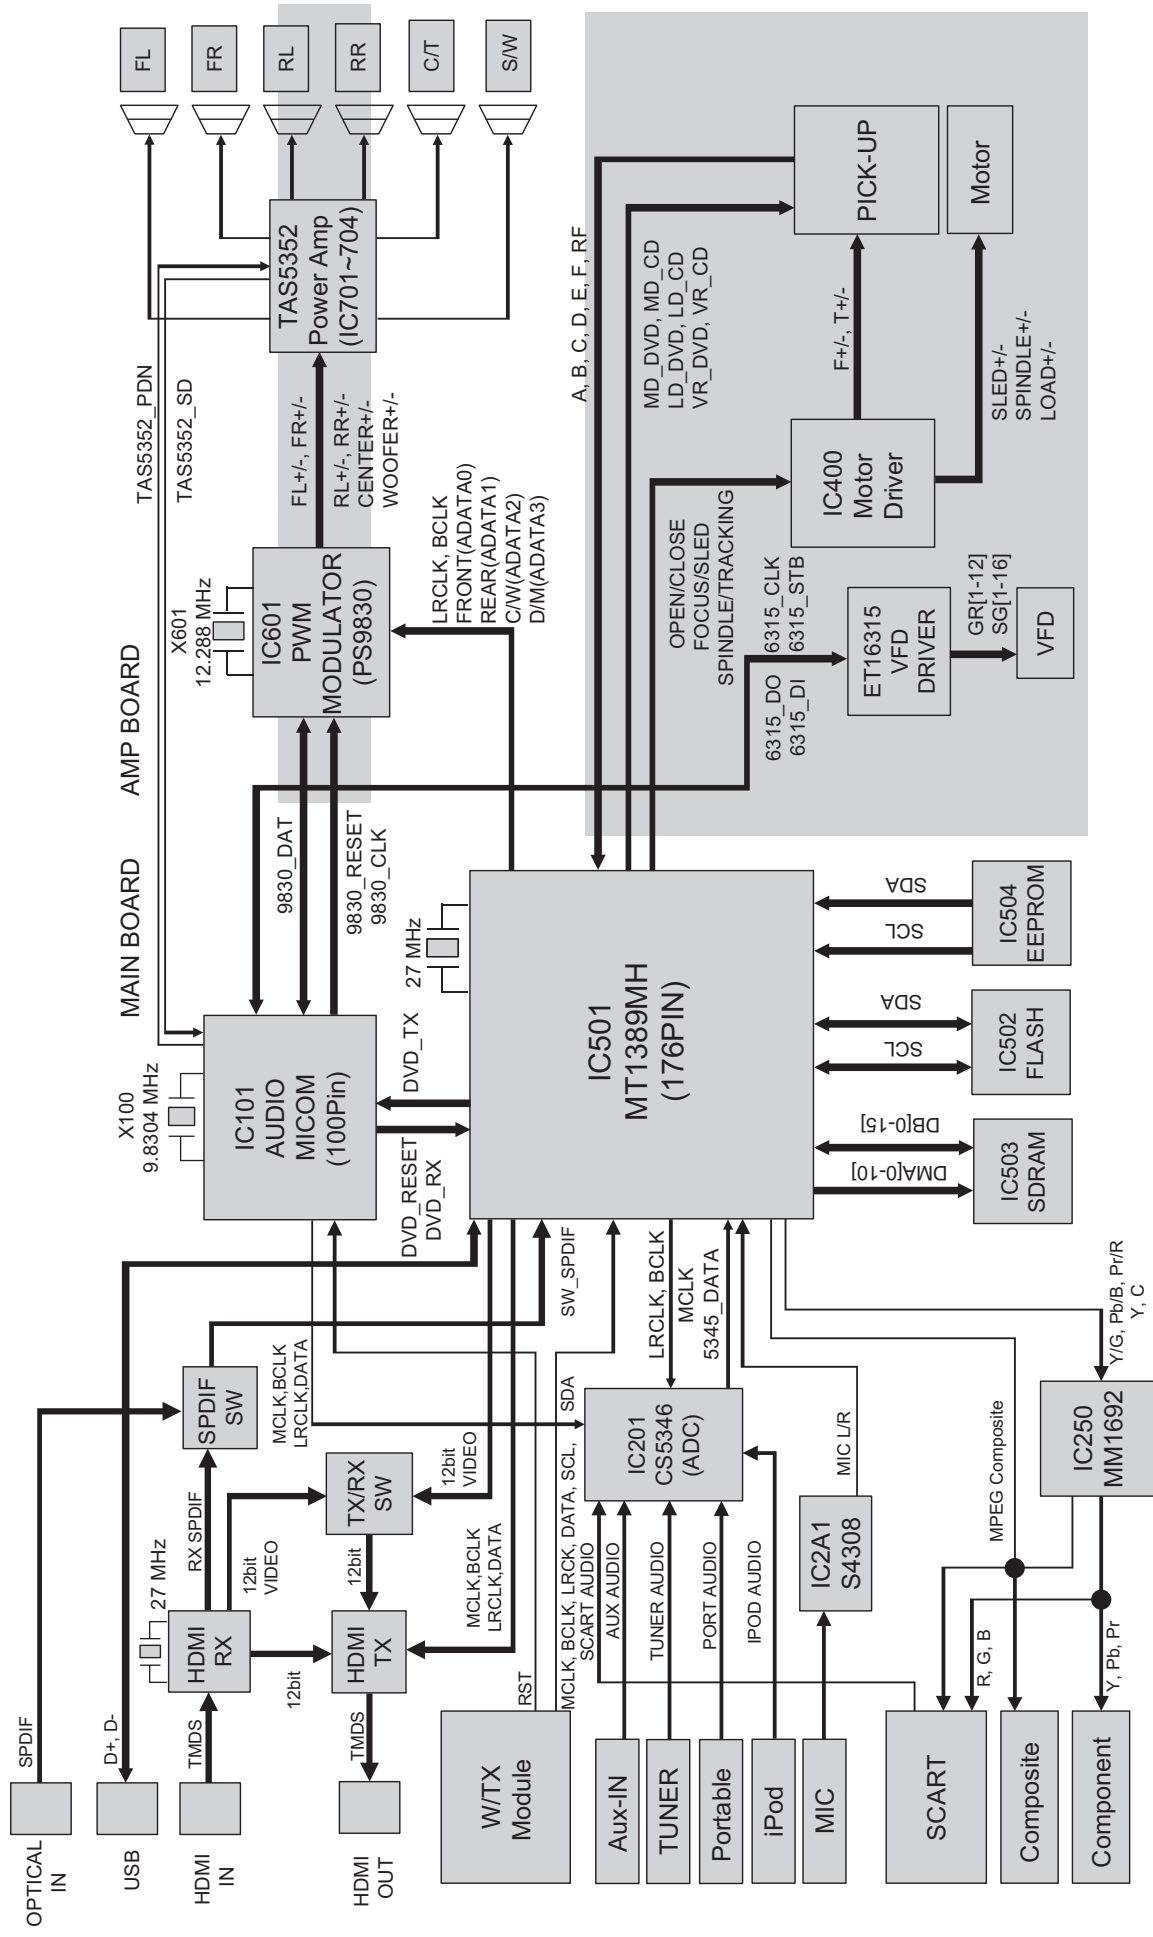 OPTICAL
IN
USB
HDMI
IN
HDMI
OUT
SPDIF
D+, D-
TMDS
TMDS
27 MHz
HDMI
RX
HDMI
TX
12bit
RX SPDIF
12bit
VIDEO
12bit
SPDIF
SW
TX/RX
SW
12bit
VIDEO
MCLK,BCLK
LRCLK,DATA
MCLK,BCLK
LRCLK,DATA
SW_SPDIF
W/TX
Module
RST
MCLK, BCLK, LRCK, DATA, SCL, SDA
SCART AUDIO
Aux-IN
AUX AUDIO
TUNER
TUNER AUDIO
Portable
PORT AUDIO
iPod
IPOD AUDIO
MIC
IC2A1
S4308
MIC L/R
IC201
CS5346
(ADC)
LRCLK, BCLK
MCLK
5345_DATA
SCART
Composite
Component
R, G, B
Y, Pb, Pr
MPEG Composite
IC250
MM1692
Y/G, Pb/B, Pr/R
Y, C
MAIN BOARD
AMP BOARD
X100
9.8304 MHz
IC101
AUDIO
MICOM
(100Pin)
DVD_RESET
DVD_RX
DVD_TX
27 MHz
IC501
MT1389MH
(176PIN)
DMA[0-10]
DB[0-15]
IC503
SDRAM
SCL
SDA
IC502
FLASH
SCL
SDA
IC504
EEPROM
9830_DAT
9830_RESET
9830_CLK
X601
12.288 MHz
IC601
PWM
MODULATOR
(PS9830)
LRCLK, BCLK
FRONT(ADATA0)
REAR(ADATA1)
C/W(ADATA2)
D/M(ADATA3)
TAS5352_PDN
TAS5352_SD
FL+/-, FR+/-
RL+/-, RR+/-
CENTER+/-
WOOFER+/-
TAS5352
Power Amp
(IC701~704)
FL
FR
RL
RR
C/T
S/W
A, B, C, D, E, F, RF
MD_DVD, MD_CD
LD_DVD, LD_CD
VR_DVD, VR_CD
OPEN/CLOSE
FOCUS/SLED
SPINDLE/TRACKING
6315_DO 6315_CLK
6315_DI 6315_STB
ET16315
VFD
DRIVER
GR[1-12]
SG[1-16]
VFD
IC400
Motor
Driver
F+/-, T+/-
SLED+/-
SPINDLE+/-
LOAD+/-
PICK-UP
Motor